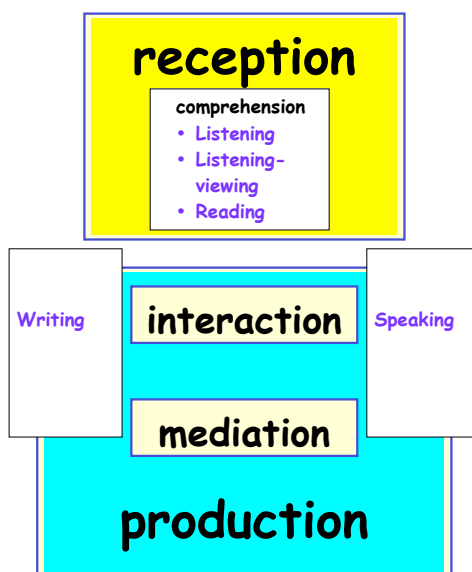 reception
comprehension
• Listening
• Listening-
viewing
• Reading
Writing
interaction
Speaking
mediation
production